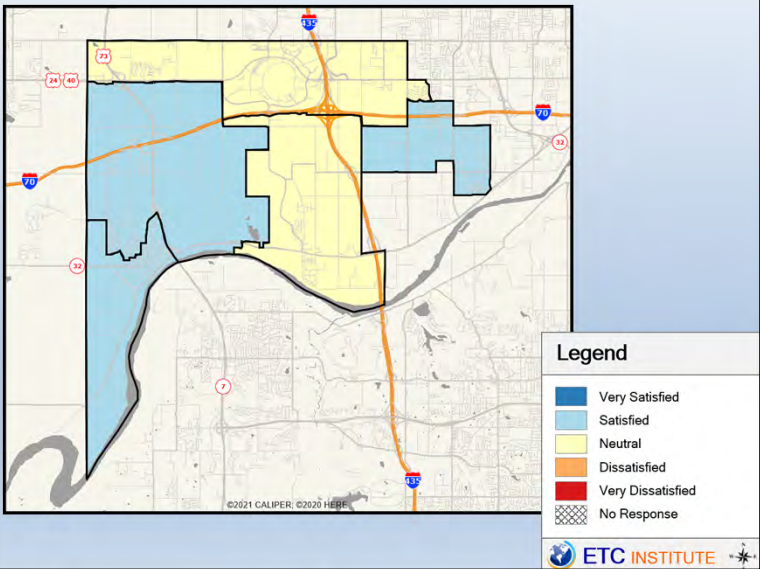 435
73
24
40
70
32
70
32
7
435
©2021 CALIPER; ©2020 HERE
Legend
Very Satisfied
Satisfied
Neutral
Dissatisfied
Very Dissatisfied
No Response
ETC INSTITUTE